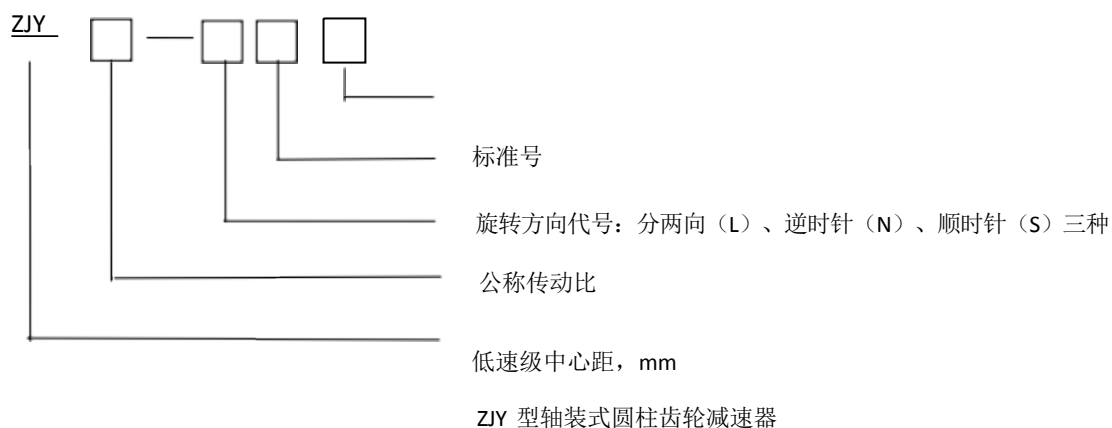 ZJY
标准号
旋转方向代号：分两向（L）、逆时针（N）、顺时针（S）三种
公称传动比
低速级中心距，mm
ZJY 型轴装式圆柱齿轮减速器